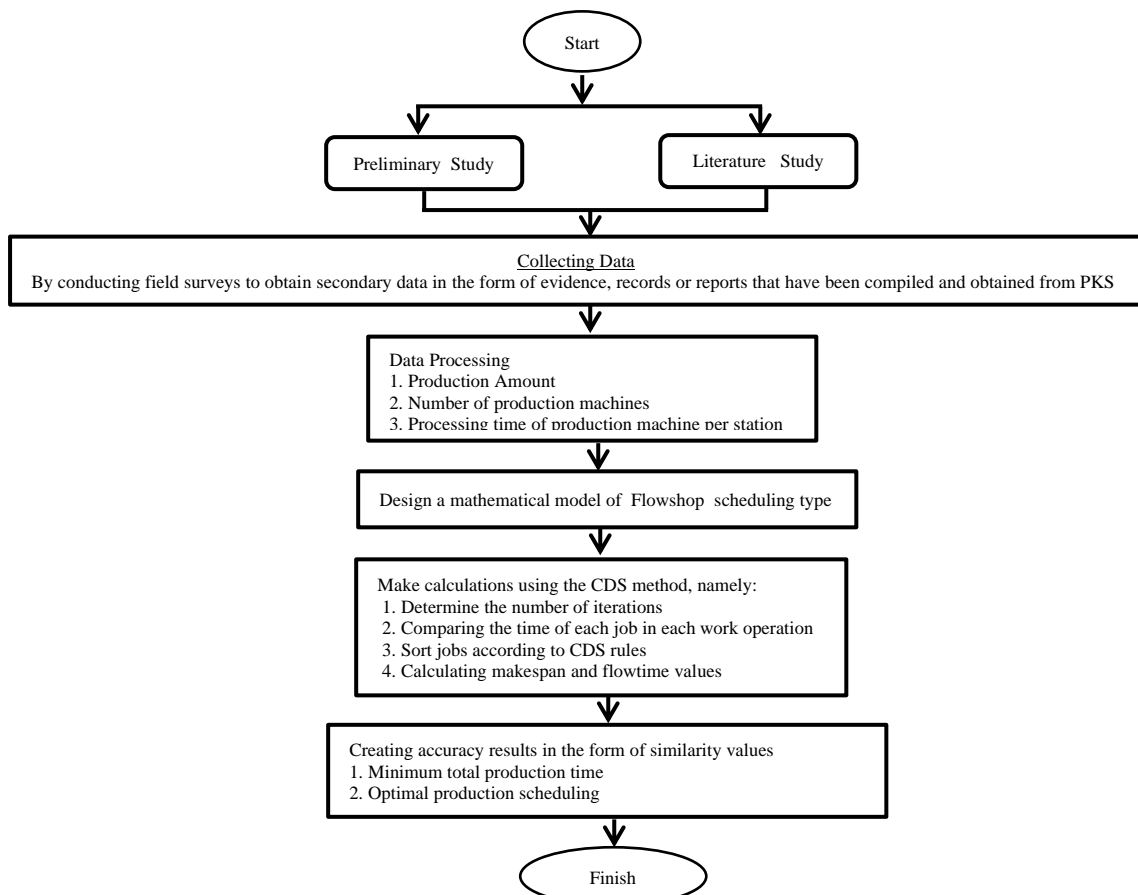 Start
Preliminary Study
Literature Study
Collecting Data
By conducting field surveys to obtain secondary data in the form of evidence, records or reports that have been compiled and obtained from PKS
Data Processing
1. Production Amount
2. Number of production machines
3. Processing time of production machine per station
Design a mathematical model of Flowshop scheduling type
Make calculations using the CDS method, namely:
1. Determine the number of iterations
2. Comparing the time of each job in each work operation
3. Sort jobs according to CDS rules
4. Calculating makespan and flowtime values
Creating accuracy results in the form of similarity values
1. Minimum total production time
2. Optimal production scheduling
Finish